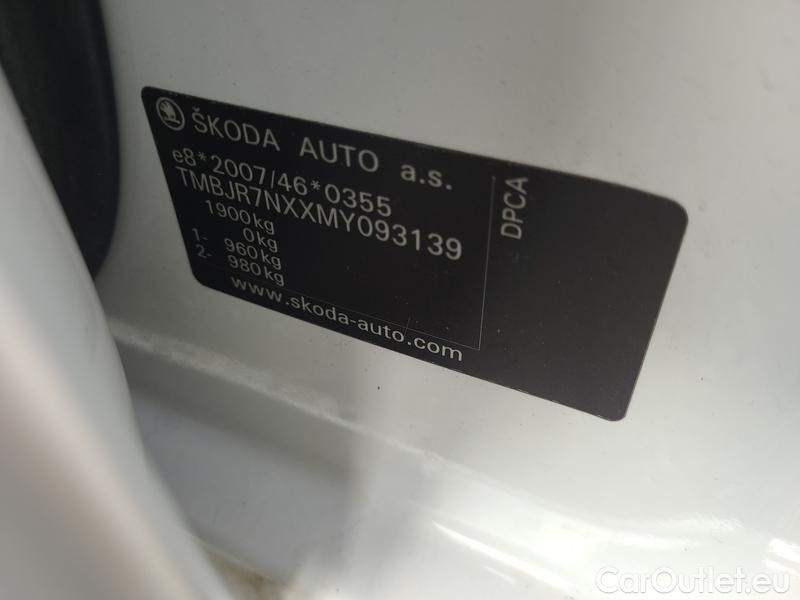 ŠKODA AUTO a.s.
e8*2007/46*0355
TMBJR7NXXMY093139
1900kg
0kg
1- 960kg
2- 980kg
www.skoda-auto.com
DPCA
CarOutlet.eu